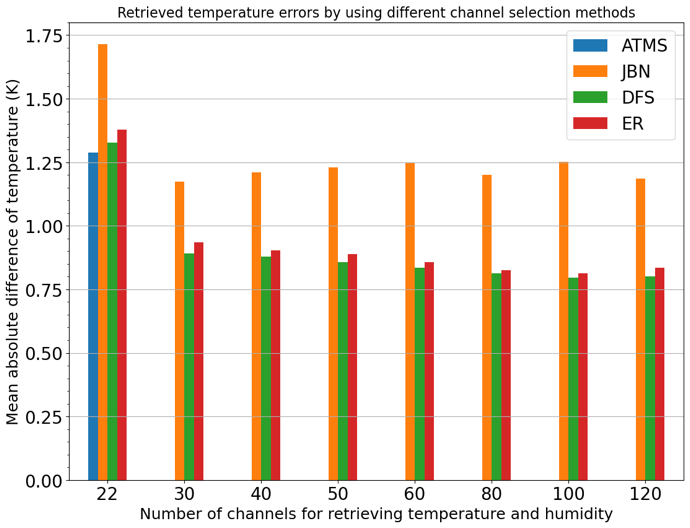 Retrieved temperature errors by using different channel selection methods
Mean absolute difference of temperature (K)
1.75
1.50
1.25
1.00
0.75
0.50
0.25
0.00
ATMS
JBN
DFS
ER
22 30 40 50 60 80 100 120
Number of channels for retrieving temperature and humidity